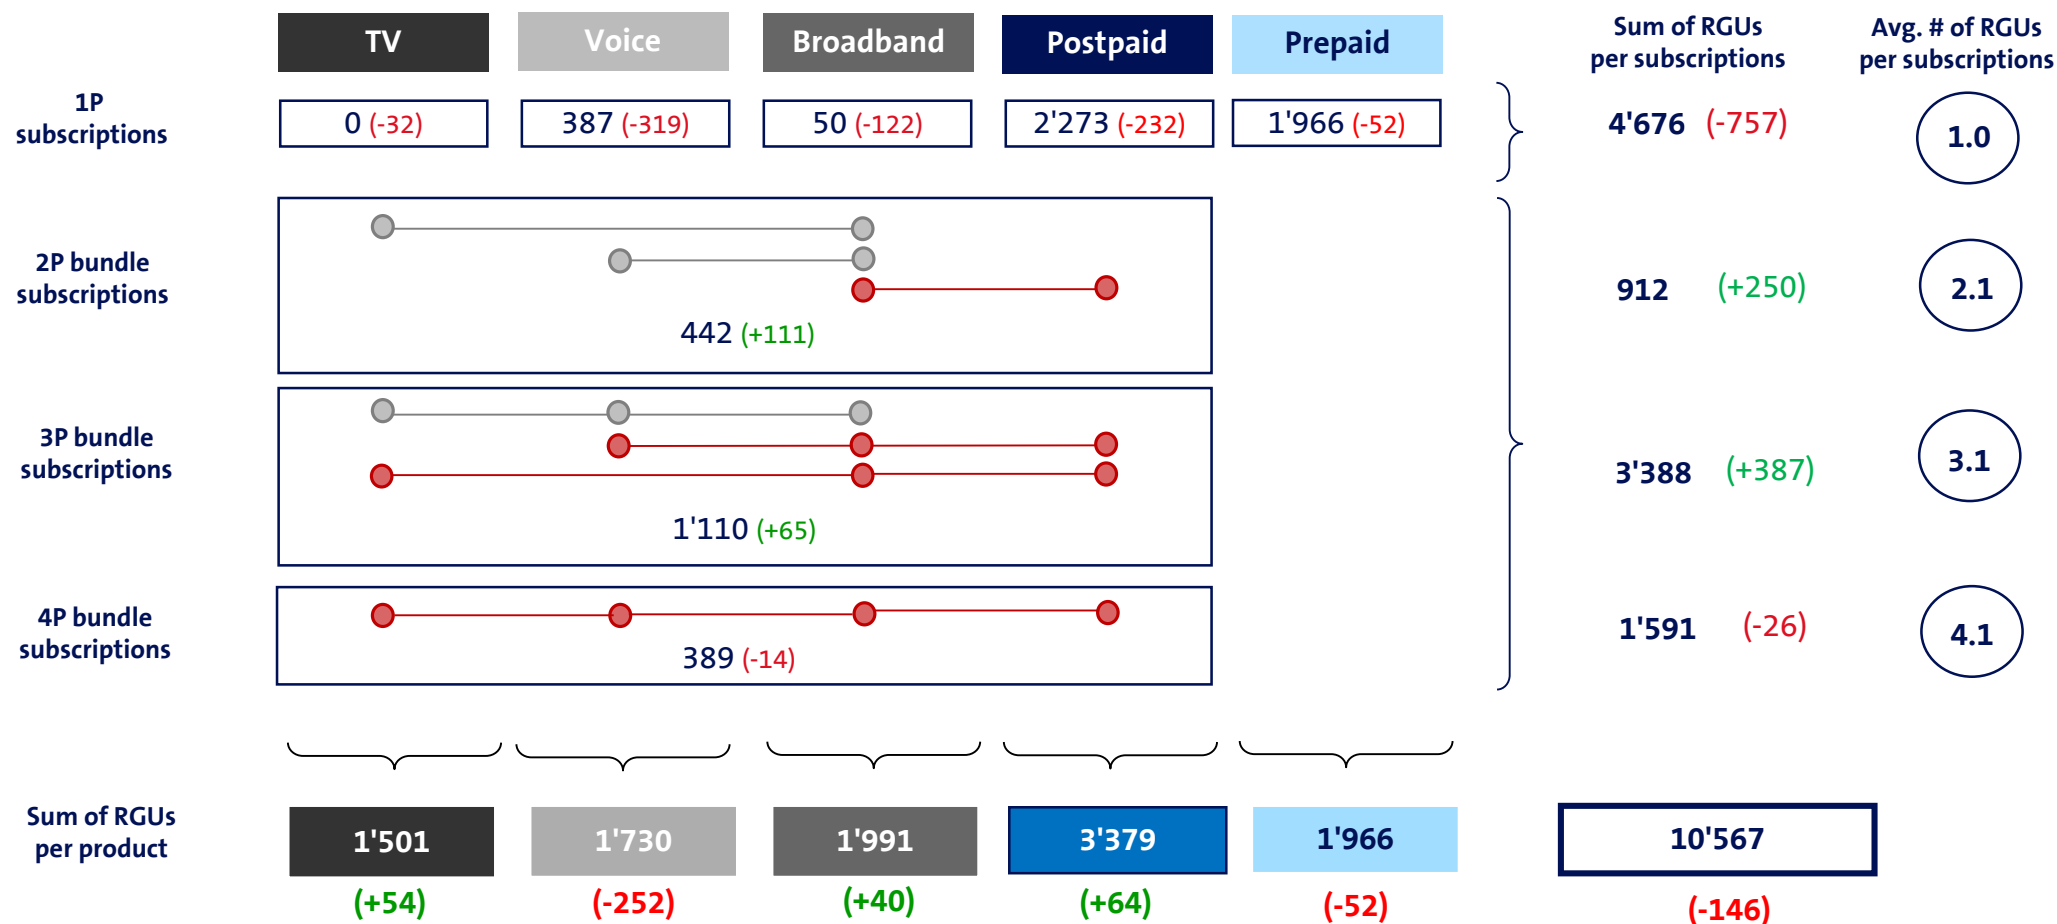 TV
Voice
Broadband
Postpaid
Prepaid
Sum of RGUs
per subscriptions
Avg. # of RGUs
per subscriptions
1P
subscriptions
0 (-32)
387 (-319)
50 (-122)
2'273 (-232)
1'966 (-52)
4'676 (-757)
1.0
2P bundle
subscriptions
442 (+111)
912 (+250)
2.1
3P bundle
subscriptions
1'110 (+65)
3'388 (+387)
3.1
4P bundle
subscriptions
389 (-14)
1'591 (-26)
4.1
Sum of RGUs
per product
1'501
1'730
1'991
3'379
1'966
10'567
(+54)
(-252)
(+40)
(+64)
(-52)
(-146)